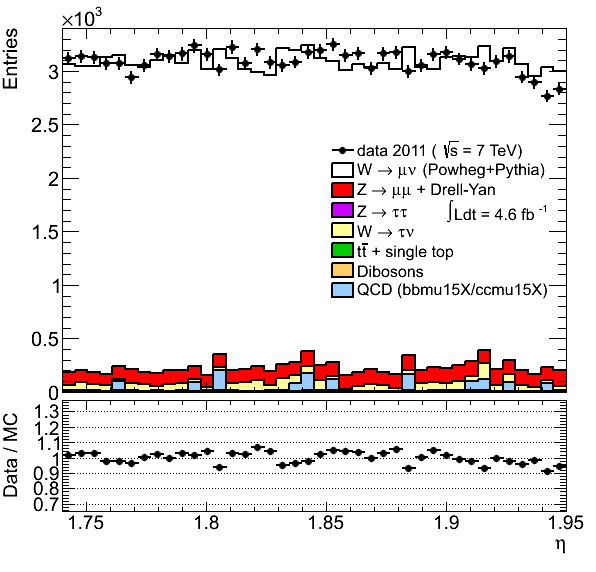 ×10³
Entries
3
2.5
2
1.5
1
0.5
0
data 2011 ( √s = 7 TeV)
W → μν (Powheg+Pythia)
Z → μμ + Drell-Yan
Z → ττ
∫Ldt = 4.6 fb⁻¹
W → τν
tt̄ + single top
Dibosons
QCD (bbmu15X/ccmu15X)
Data / MC
1.3
1.2
1.1
1
0.9
0.8
0.7
1.75 1.8 1.85 1.9 1.95
η